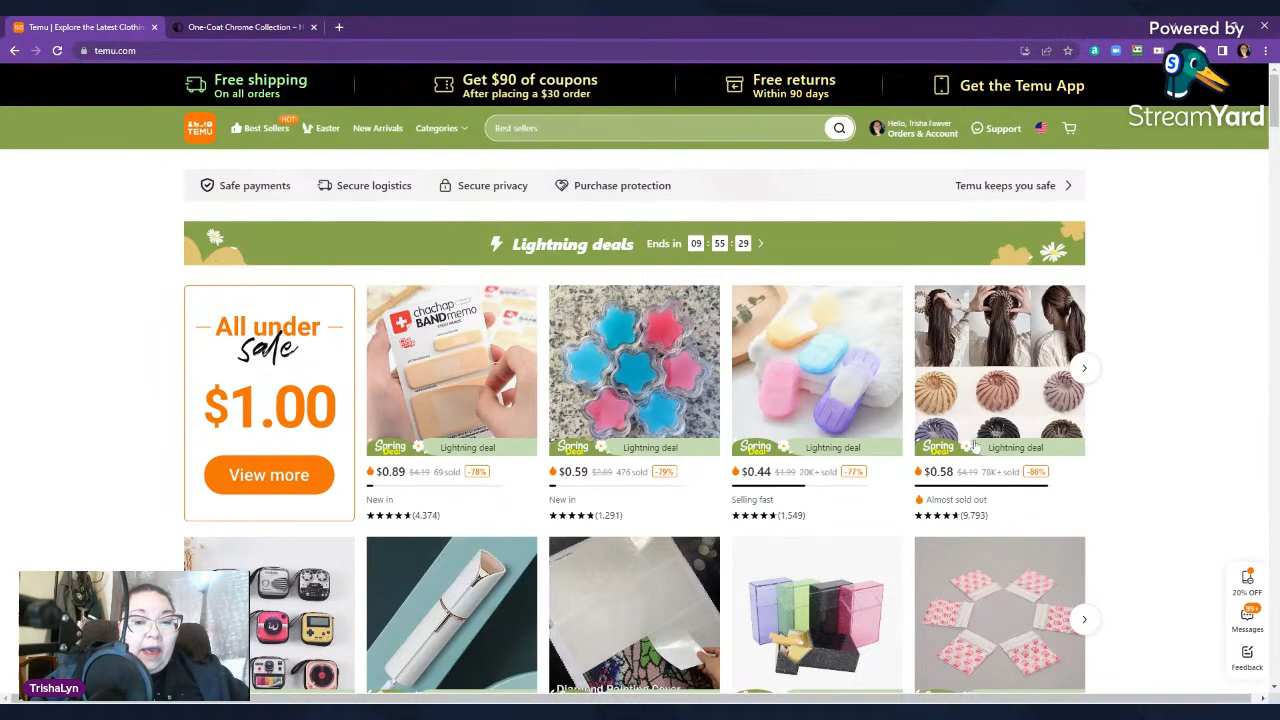 Temu | Explore the Latest Clothin
One-Coat Chrome Collection – H
temu.com
Powered by
StreamYard
Free shipping
On all orders
Get $90 of coupons
After placing a $30 order
Free returns
Within 90 days
Get the Temu App
TEMU
Best Sellers
HOT
Easter
New Arrivals
Categories
Best sellers
Hello, Trisha Fawver
Orders & Account
Support
Safe payments
Secure logistics
Secure privacy
Purchase protection
Temu keeps you safe
Lightning deals
Ends in 09 : 55 : 29
All under
sale
$1.00
View more
chachap
BANDmemo
Spring Deal
Lightning deal
$0.89 $4.19 69 sold -78%
New in
(4,374)
Spring Deal
Lightning deal
$0.59 $2.89 476 sold -79%
New in
(1,291)
Spring Deal
Lightning deal
$0.44 $1.99 20K+ sold -77%
Selling fast
(1,549)
Spring Deal
Lightning deal
$0.58 $4.19 78K+ sold -86%
Almost sold out
(9,793)
Diamond Painting Cover
20% OFF
99+
Messages
Feedback
TrishaLyn